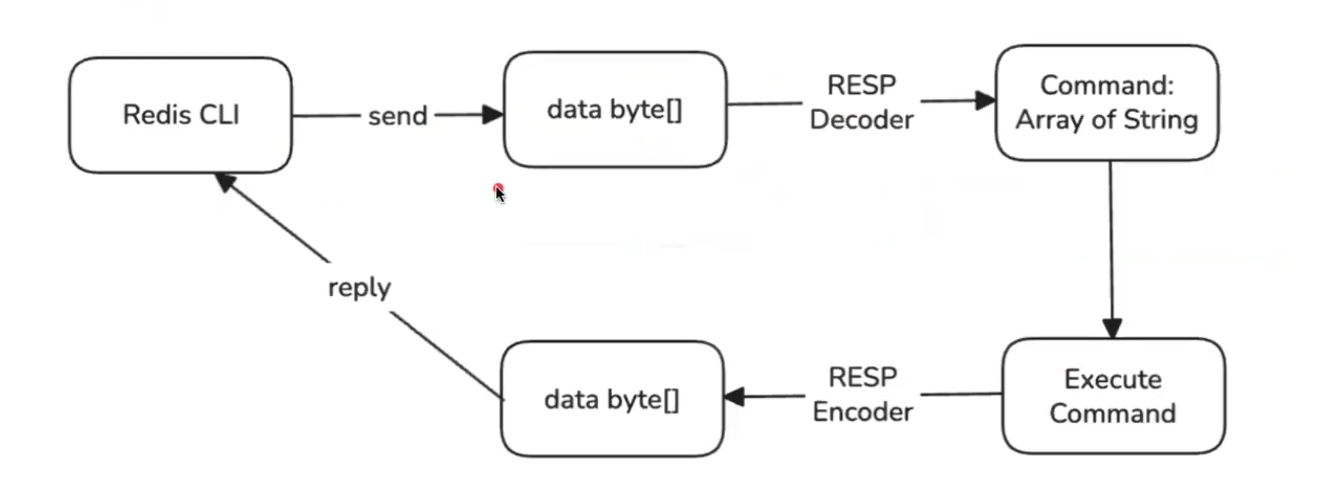 Redis CLI
send
data byte[]
RESP
Decoder
Command:
Array of String
reply
data byte[]
RESP
Encoder
Execute
Command